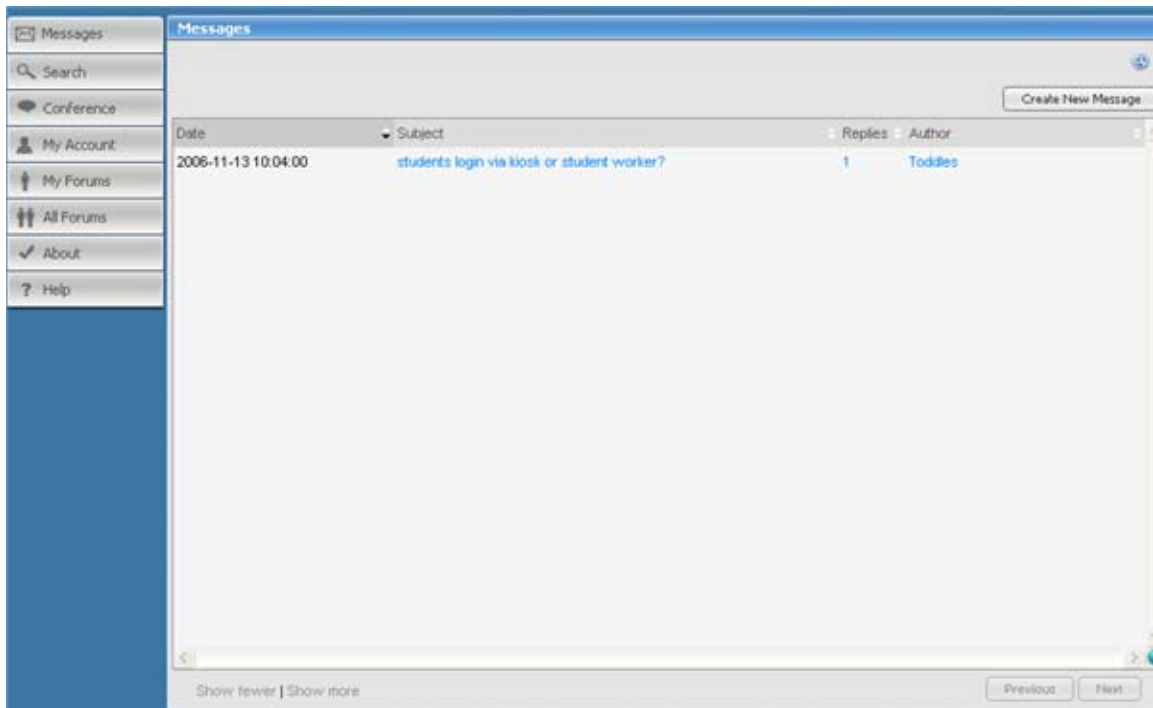 Messages
Search
Conference
My Account
My Forums
All Forums
About
? Help
Messages
Create New Message
Date Subject Replies Author
2006-11-13 10:04:00 students login via kiosk or student worker? 1 Toddles
Show fewer | Show more
Previous Next